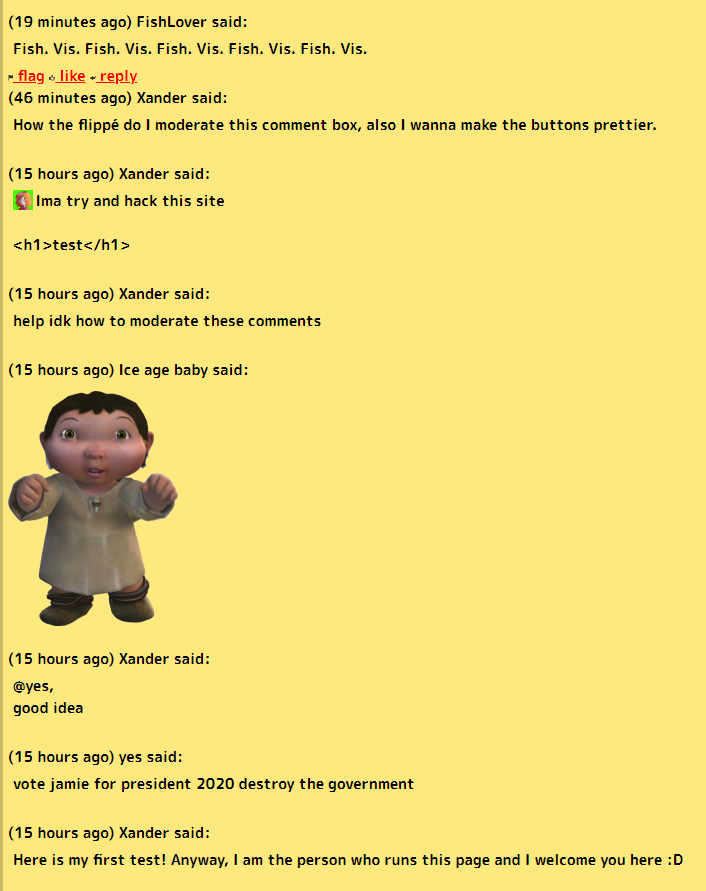 (19 minutes ago) FishLover said:
Fish. Vis. Fish. Vis. Fish. Vis. Fish. Vis. Fish. Vis.
flag like reply
(46 minutes ago) Xander said:
How the flippé do I moderate this comment box, also I wanna make the buttons prettier.
(15 hours ago) Xander said:
Ima try and hack this site
<h1>test</h1>
(15 hours ago) Xander said:
help idk how to moderate these comments
(15 hours ago) Ice age baby said:
(15 hours ago) Xander said:
@yes,
good idea
(15 hours ago) yes said:
vote jamie for president 2020 destroy the government
(15 hours ago) Xander said:
Here is my first test! Anyway, I am the person who runs this page and I welcome you here :D